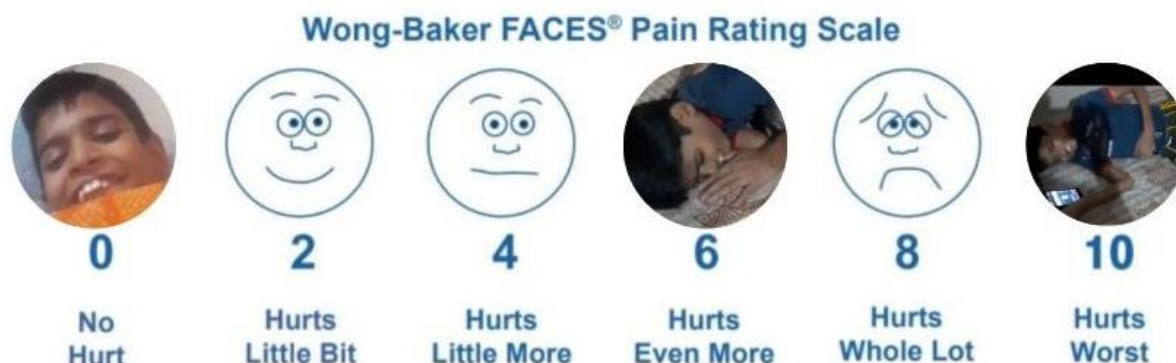 Wong-Baker FACES® Pain Rating Scale
0 2 4 6 8 10
No Hurts Hurts Hurts Hurts Hurts
Hurt Little Bit Little More Even More Whole Lot Worst